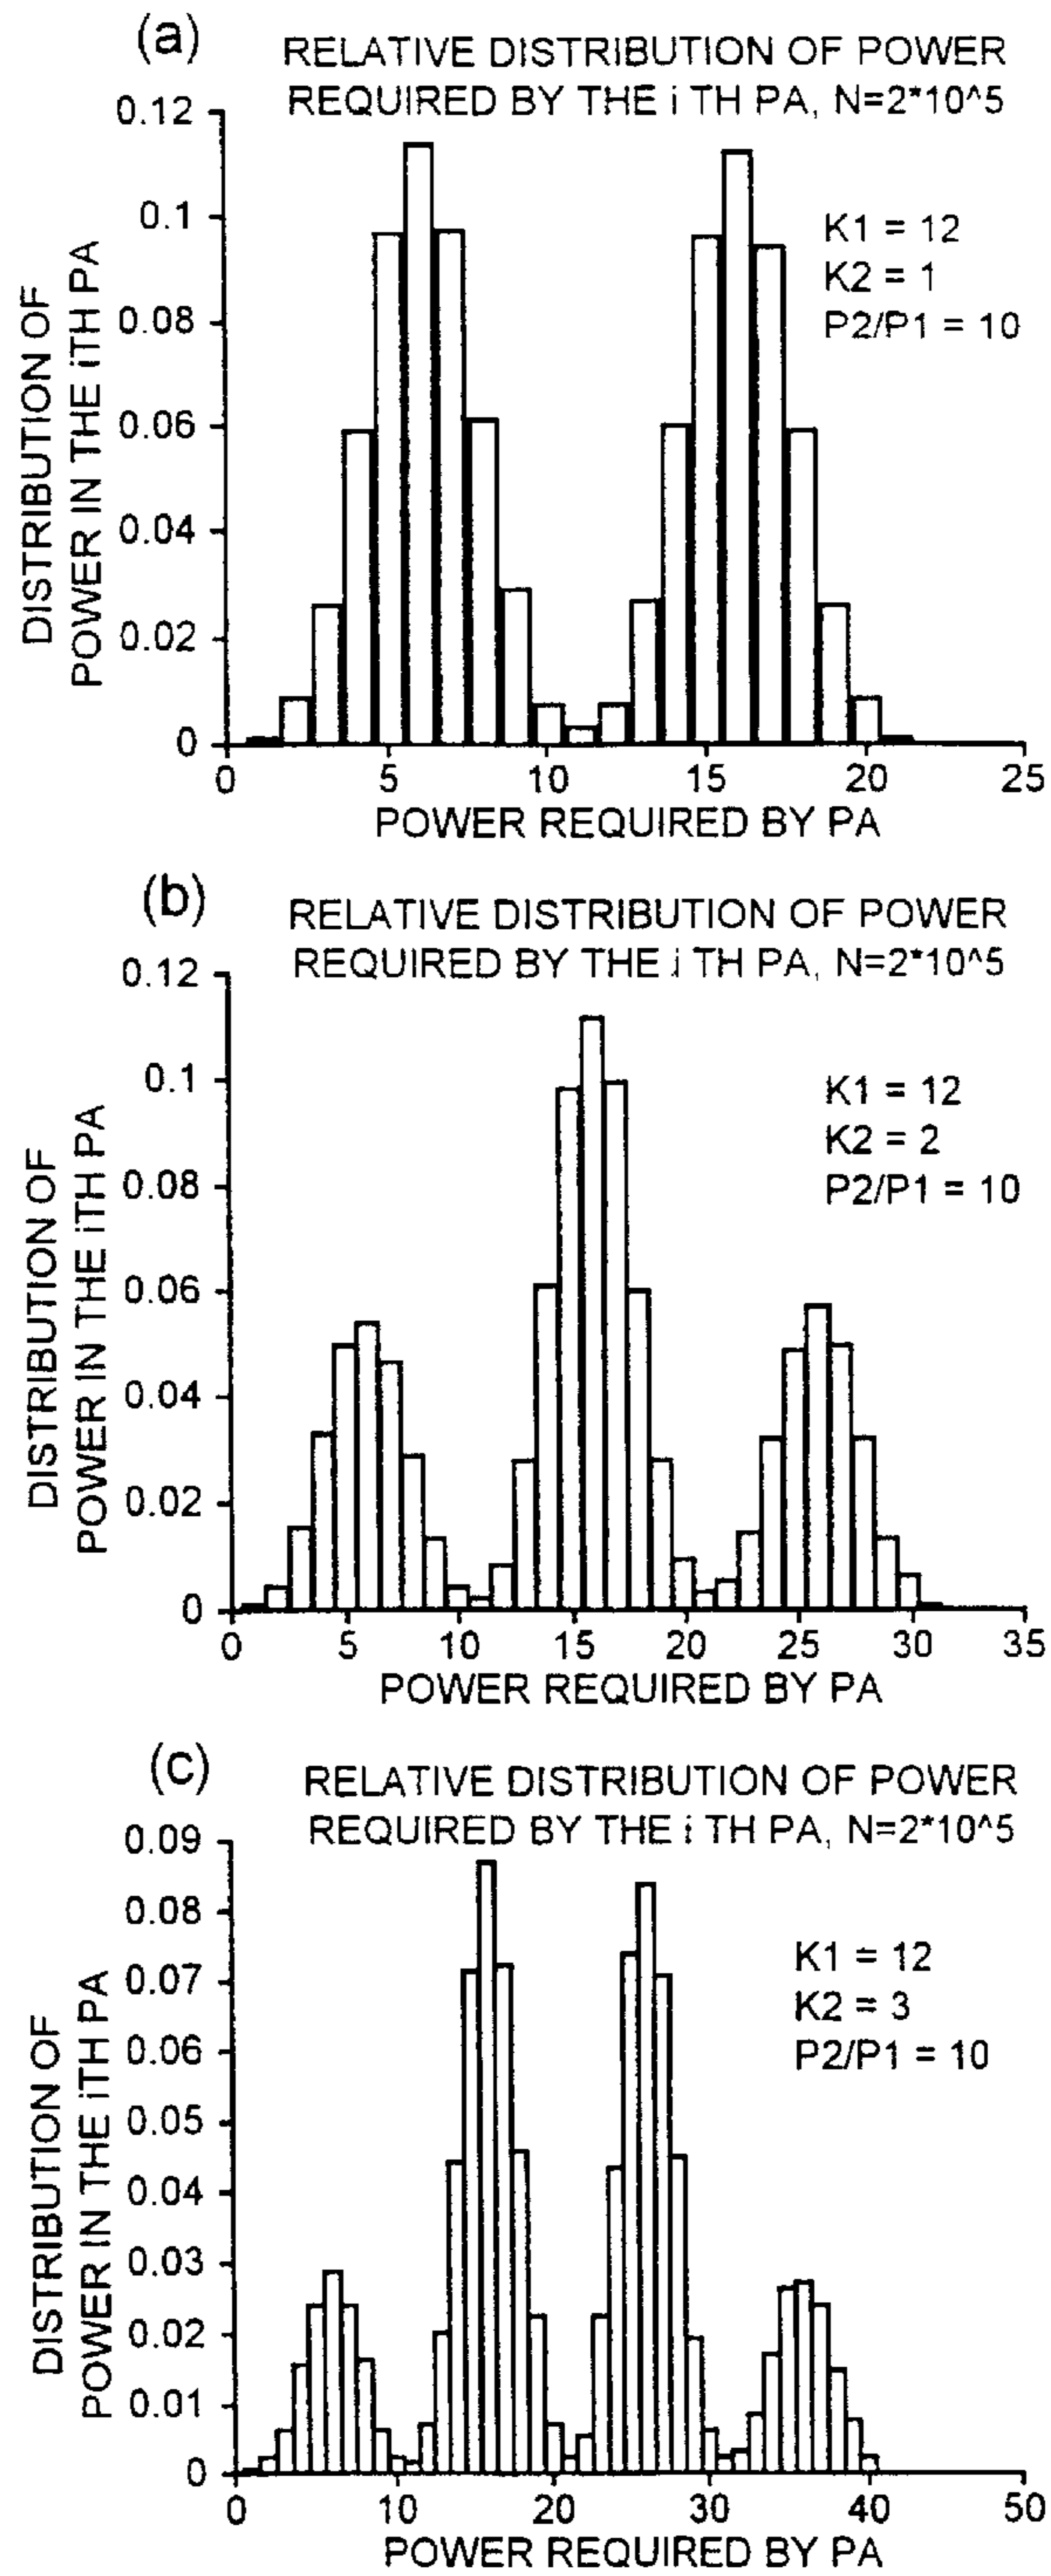 (a)
RELATIVE DISTRIBUTION OF POWER
REQUIRED BY THE i TH PA, N=2*10^5
DISTRIBUTION OF
POWER IN THE iTH PA
0.12
0.1
0.08
0.06
0.04
0.02
0
K1 = 12
K2 = 1
P2/P1 = 10
0 5 10 15 20 25
POWER REQUIRED BY PA
(b)
RELATIVE DISTRIBUTION OF POWER
REQUIRED BY THE i TH PA, N=2*10^5
DISTRIBUTION OF
POWER IN THE iTH PA
0.12
0.1
0.08
0.06
0.04
0.02
0
K1 = 12
K2 = 2
P2/P1 = 10
0 5 10 15 20 25 30 35
POWER REQUIRED BY PA
(c)
RELATIVE DISTRIBUTION OF POWER
REQUIRED BY THE i TH PA, N=2*10^5
DISTRIBUTION OF
POWER IN THE iTH PA
0.09
0.08
0.07
0.06
0.05
0.04
0.03
0.02
0.01
0
K1 = 12
K2 = 3
P2/P1 = 10
0 10 20 30 40 50
POWER REQUIRED BY PA